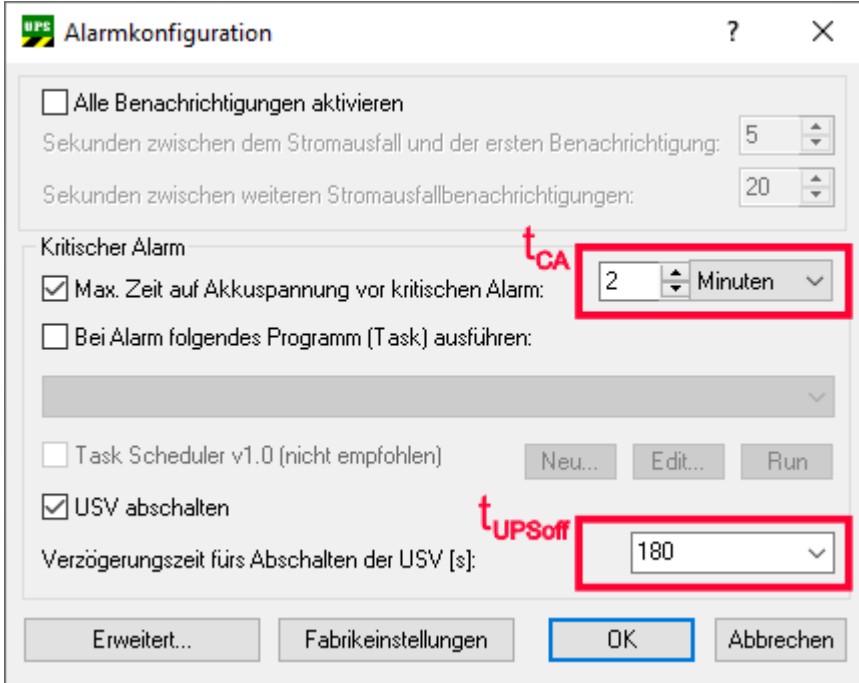 UPS Alarmkonfiguration ? X
Alle Benachrichtigungen aktivieren
Sekunden zwischen dem Stromausfall und der ersten Benachrichtigung: 5
Sekunden zwischen weiteren Stromausfallbenachrichtigungen: 20
Kritischer Alarm
tCA
Max. Zeit auf Akkuspannung vor kritischen Alarm: 2 Minuten
Bei Alarm folgendes Programm (Task) ausführen:
Task Scheduler v1.0 (nicht empfohlen) Neu... Edit... Run
USV abschalten
tUPSoff
Verzögerungszeit fürs Abschalten der USV [s]: 180
Erweitert... Fabrikeinstellungen OK Abbrechen